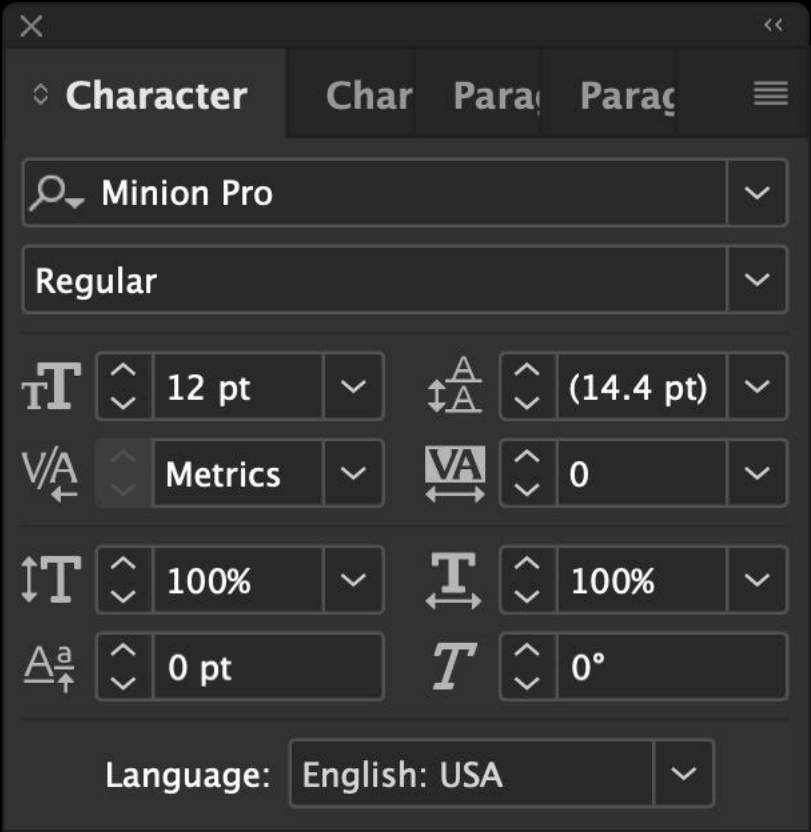 Character Char Para Parag
Minion Pro
Regular
12 pt (14.4 pt)
Metrics 0
100% 100%
0 pt 0°
Language: English: USA